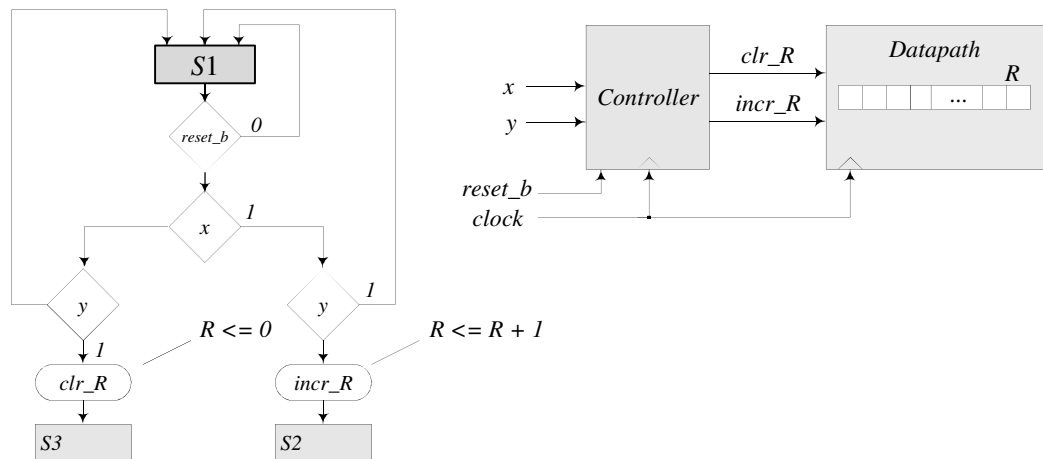 S1
reset_b
0
x
1
y
1
y
1
R <= 0
R <= R + 1
clr_R
incr_R
S3
S2
x
y
Controller
clr_R
incr_R
Datapath
R
...
reset_b
clock